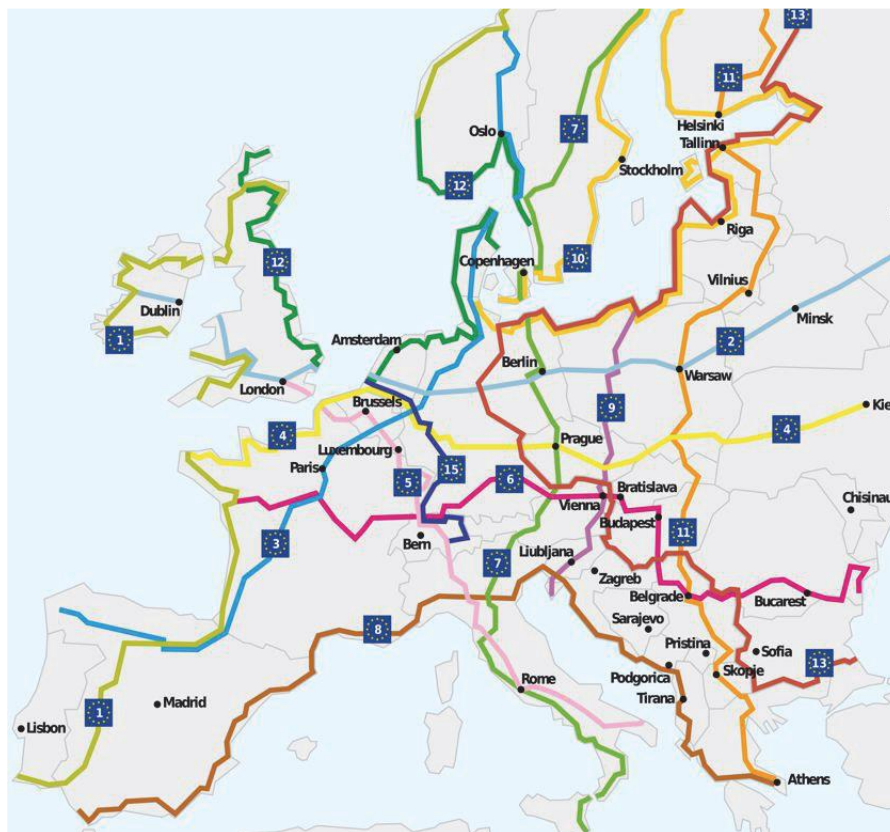 13
11
Helsinki
Tallinn
7
Oslo
Stockholm
12
Riga
12
10
Copenhagen
Vilnius
Dublin
Minsk
1
Amsterdam
2
Berlin
Warsaw
London
Brussels
9
Kie
4
4
Luxembourg
Prague
Paris
15
5
6
Bratislava
Vienna
Chisinau
Budapest
11
Bern
3
Ljubljana
7
Zagreb
Belgrade
Bucarest
8
Sarajevo
Pristina
Sofia
13
Podgorica
Skopje
Rome
Tirana
Madrid
1
Lisbon
Athens